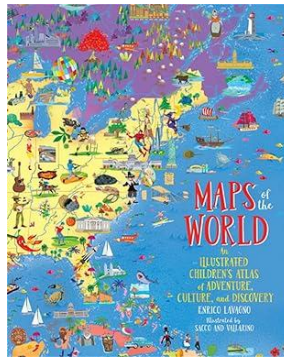 MAPS of
the
WORLD
An
ILLUSTRATED
CHILDREN'S ATLAS
of ADVENTURE,
CULTURE, and DISCOVERY
ENRICO LAVAGNO
Illustrated by
SACCO AND VALLARINO